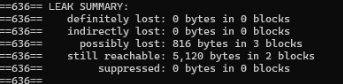 ==636== LEAK SUMMARY:
==636==    definitely lost: 0 bytes in 0 blocks
==636==    indirectly lost: 0 bytes in 0 blocks
==636==      possibly lost: 816 bytes in 3 blocks
==636==    still reachable: 5,120 bytes in 2 blocks
==636==         suppressed: 0 bytes in 0 blocks
==636==